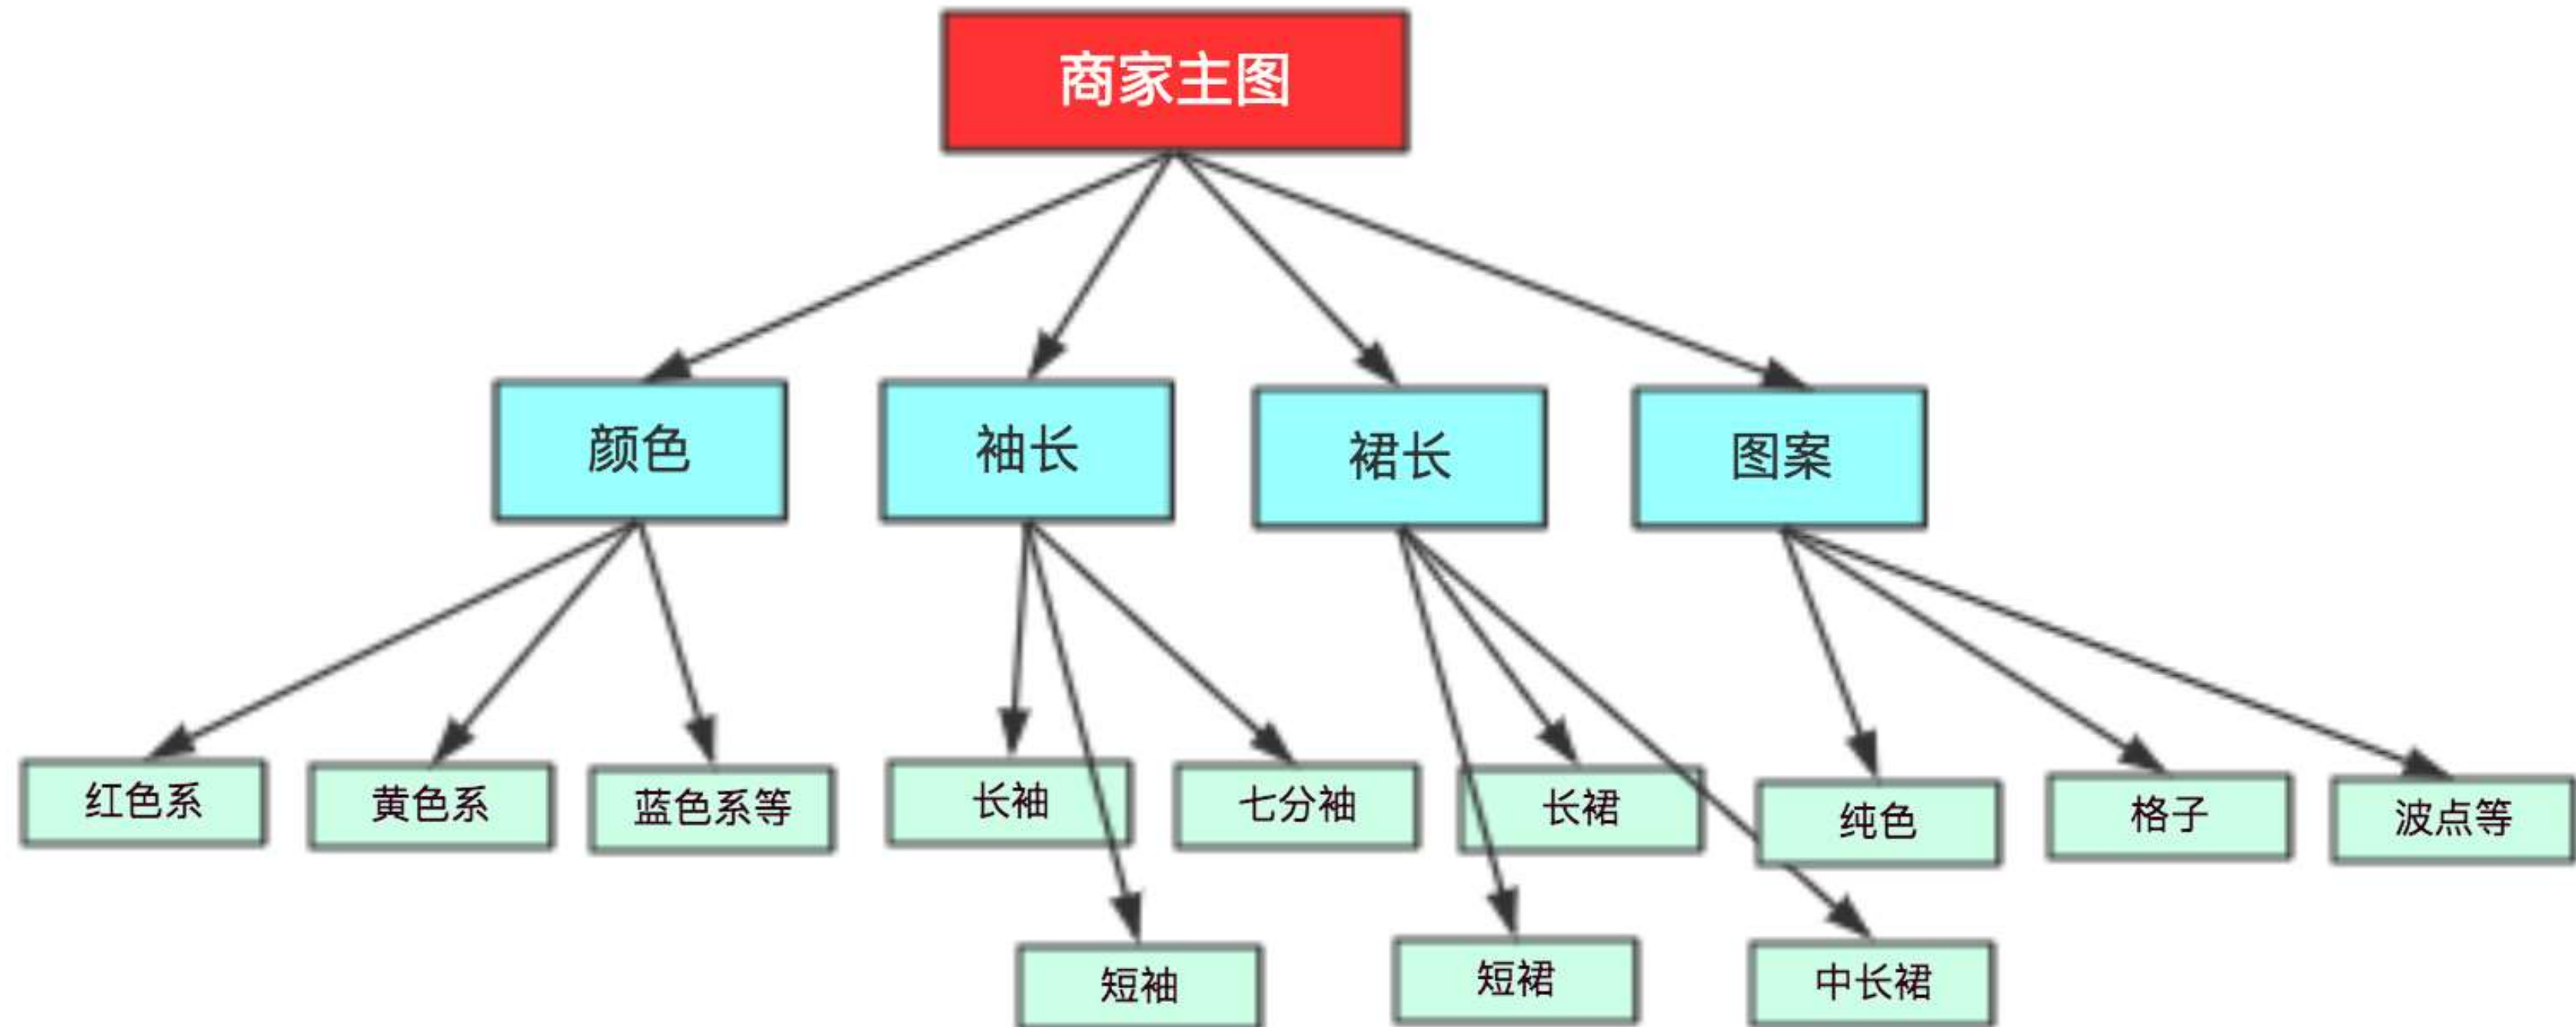 商家主图
颜色
袖长
裙长
图案
红色系
黄色系
蓝色系等
长袖
七分袖
长裙
纯色
格子
波点等
短袖
短裙
中长裙